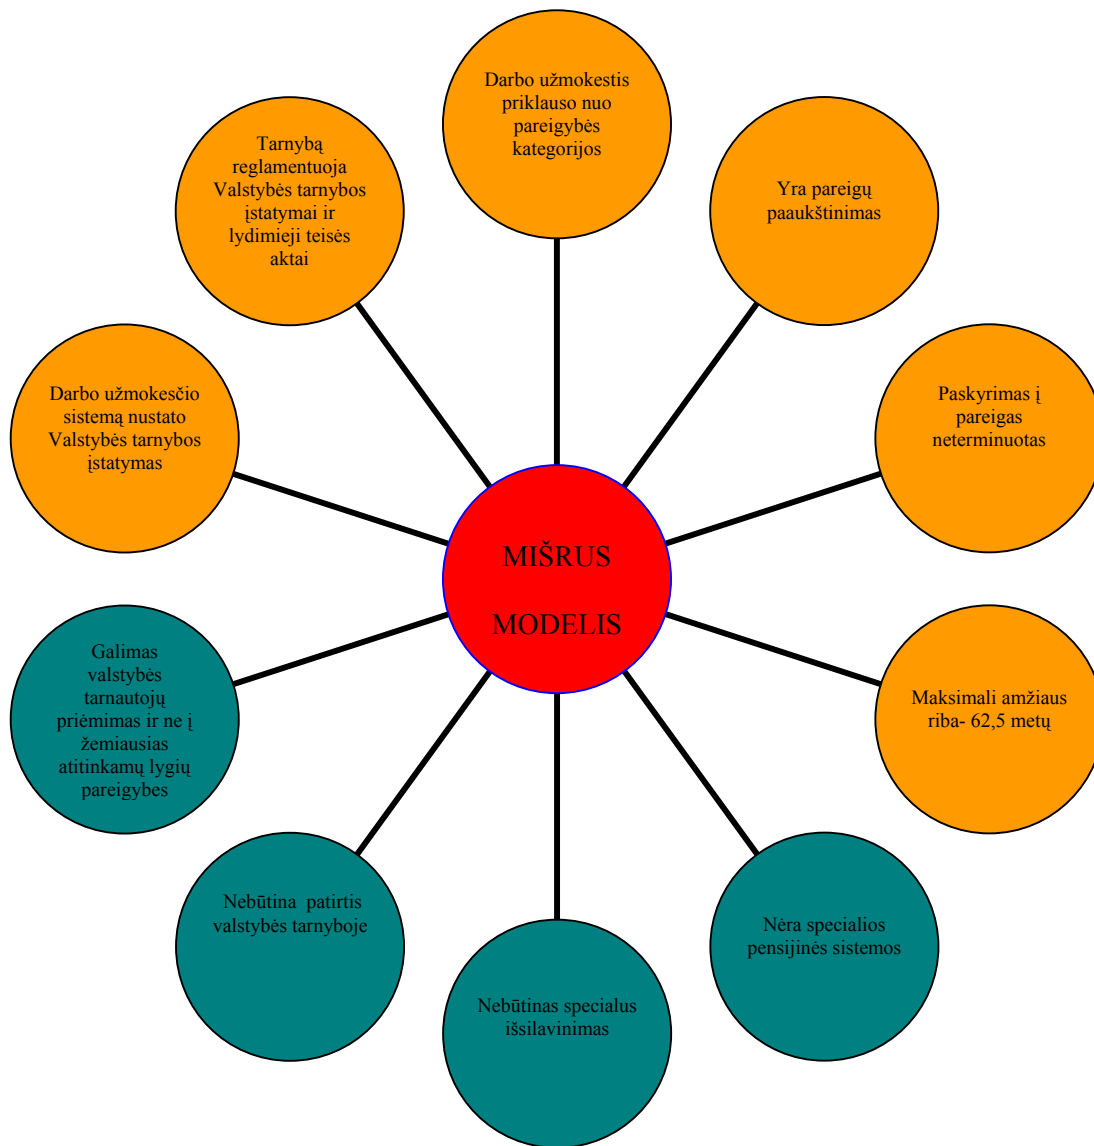 Darbo užmokestis
priklauso nuo
pareigybės
kategorijos
Tarnybą
reglamentuoja
Valstybės tarnybos
įstatymai ir
lydimieji teisės
aktai
Yra pareigų
paaukštinimas
Darbo užmokesčio
sistemą nustato
Valstybės tarnybos
įstatymas
Paskyrimas į
pareigas
neterminuotas
MIŠRUS
MODELIS
Galimas
valstybės
tarnautojų
priėmimas ir ne į
žemiausias
atitinkamų lygių
pareigybes
Maksimali amžiaus
riba- 62,5 metų
Nebūtina  patirtis
valstybės tarnyboje
Nėra specialios
pensijinės sistemos
Nebūtinas specialus
išsilavinimas